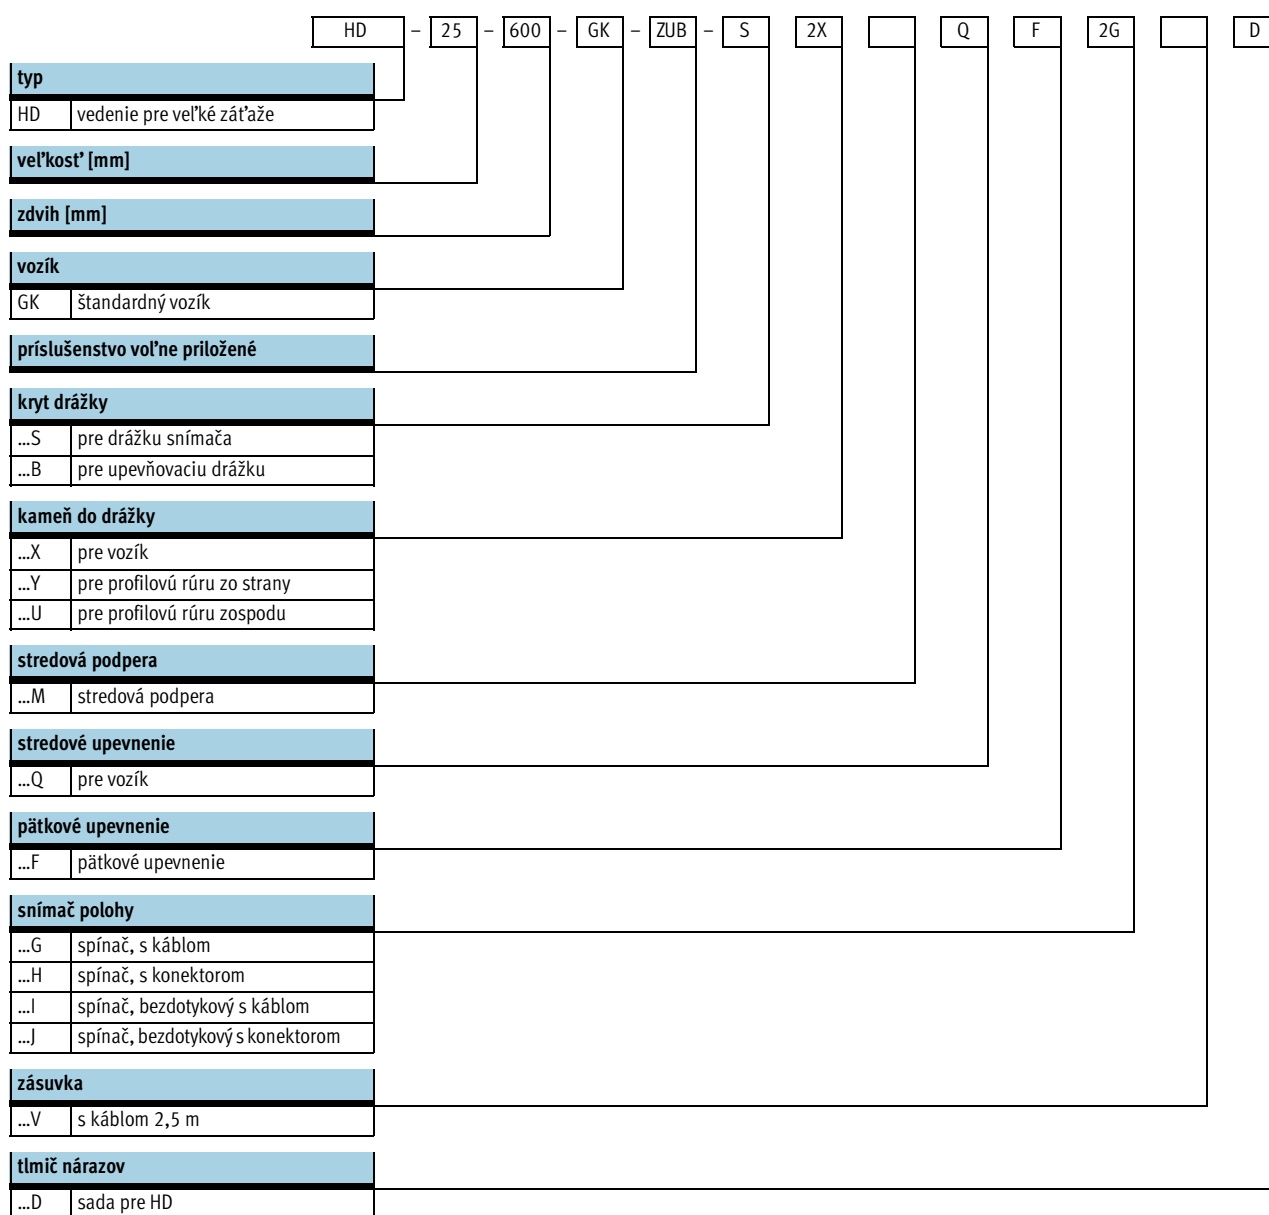 HD – 25 – 600 – GK – ZUB – S 2X Q F 2G D
typ
HD vedenie pre veľké záťaže
veľkosť [mm]
zdvih [mm]
vozík
GK štandardný vozík
príslušenstvo voľne priložené
kryt drážky
...S pre drážku snímača
...B pre upevňovaciu drážku
kameň do drážky
...X pre vozík
...Y pre profilovú rúru zo strany
...U pre profilovú rúru zospodu
stredová podpera
...M stredová podpera
stredové upevnenie
...Q pre vozík
pätkové upevnenie
...F pätkové upevnenie
snímač polohy
...G spínač, s káblom
...H spínač, s konektorom
...I spínač, bezdotykový s káblom
...J spínač, bezdotykový s konektorom
zásuvka
...V s káblom 2,5 m
tlmič nárazov
...D sada pre HD